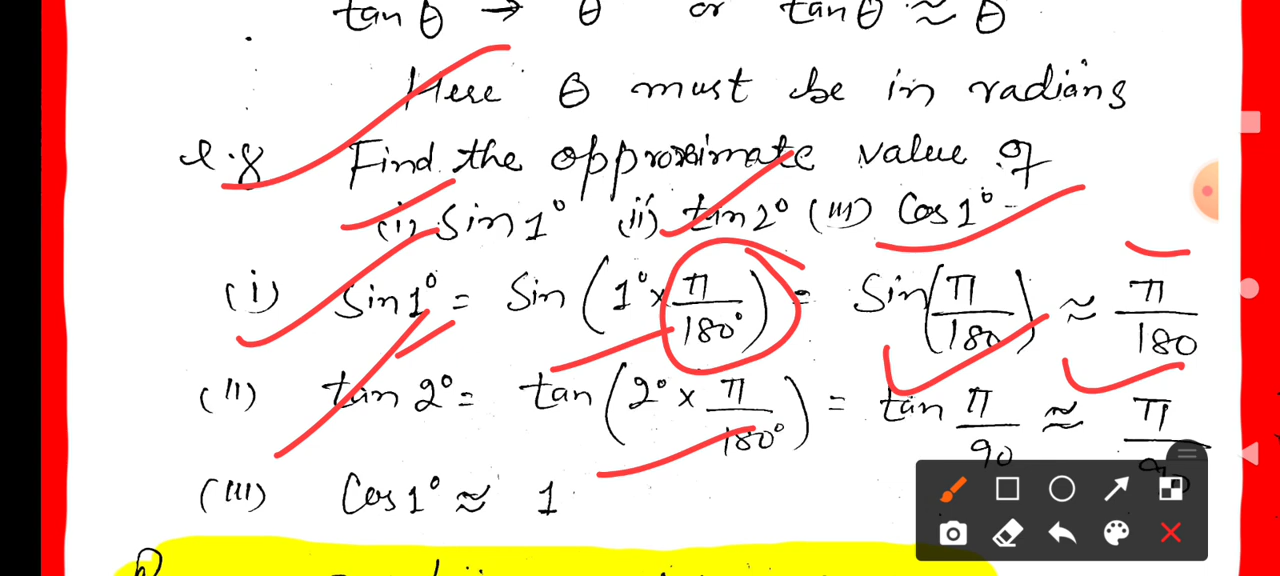 tan θ → θ or tan θ ≈ θ
Here θ must be in radians
e.g Find the approximate value of
(i) Sin 1° (ii) tan 2° (iii) Cos 1°
(i) Sin 1° = Sin (1° × π/180°) = Sin (π/180) ≈ π/180
(ii) tan 2° = tan (2° × π/180°) = tan π/90 ≈ π/90
(iii) Cos 1° ≈ 1